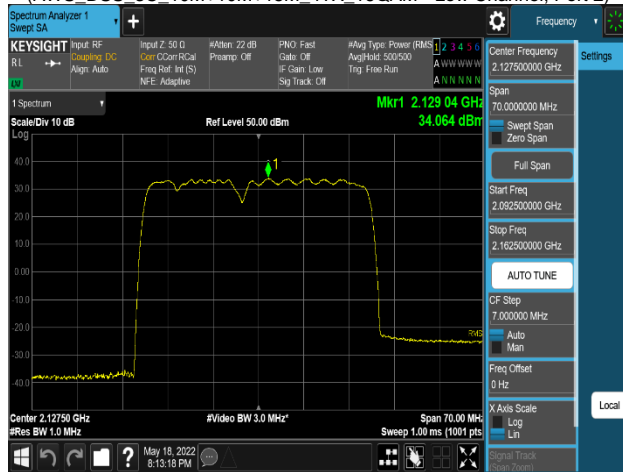 Spectrum Analyzer 1
Swept SA
Frequency
KEYSIGHT
RL
Input: RF
Coupling: DC
Align: Auto
Input Z: 50 Ω
Corr CCorr RCal
Freq Ref: Int (S)
NFE: Adaptive
#Atten: 22 dB
Preamp: Off
PNO: Fast
Gate: Off
IF Gain: Low
Sig Track: Off
#Avg Type: Power (RMS)
Avg|Hold: 500/500
Trig: Free Run
1 2 3 4 5 6
A W W W W W
A N N N N N
LXI
1 Spectrum
Scale/Div 10 dB
Log
Ref Level 50.00 dBm
Mkr1 2.129 04 GHz
34.064 dBm
1
40.0
30.0
20.0
10.0
0.00
-10.0
-20.0
-30.0
-40.0
RMS
Center 2.12750 GHz
#Res BW 1.0 MHz
#Video BW 3.0 MHz*
Span 70.00 MHz
Sweep 1.00 ms (1001 pts
May 18, 2022
8:13:18 PM
Center Frequency
2.127500000 GHz
Span
70.0000000 MHz
Swept Span
Zero Span
Full Span
Start Freq
2.092500000 GHz
Stop Freq
2.162500000 GHz
AUTO TUNE
CF Step
7.000000 MHz
Auto
Man
Freq Offset
0 Hz
X Axis Scale
Log
Lin
Signal Track
(Span Zoom)
Settings
Local